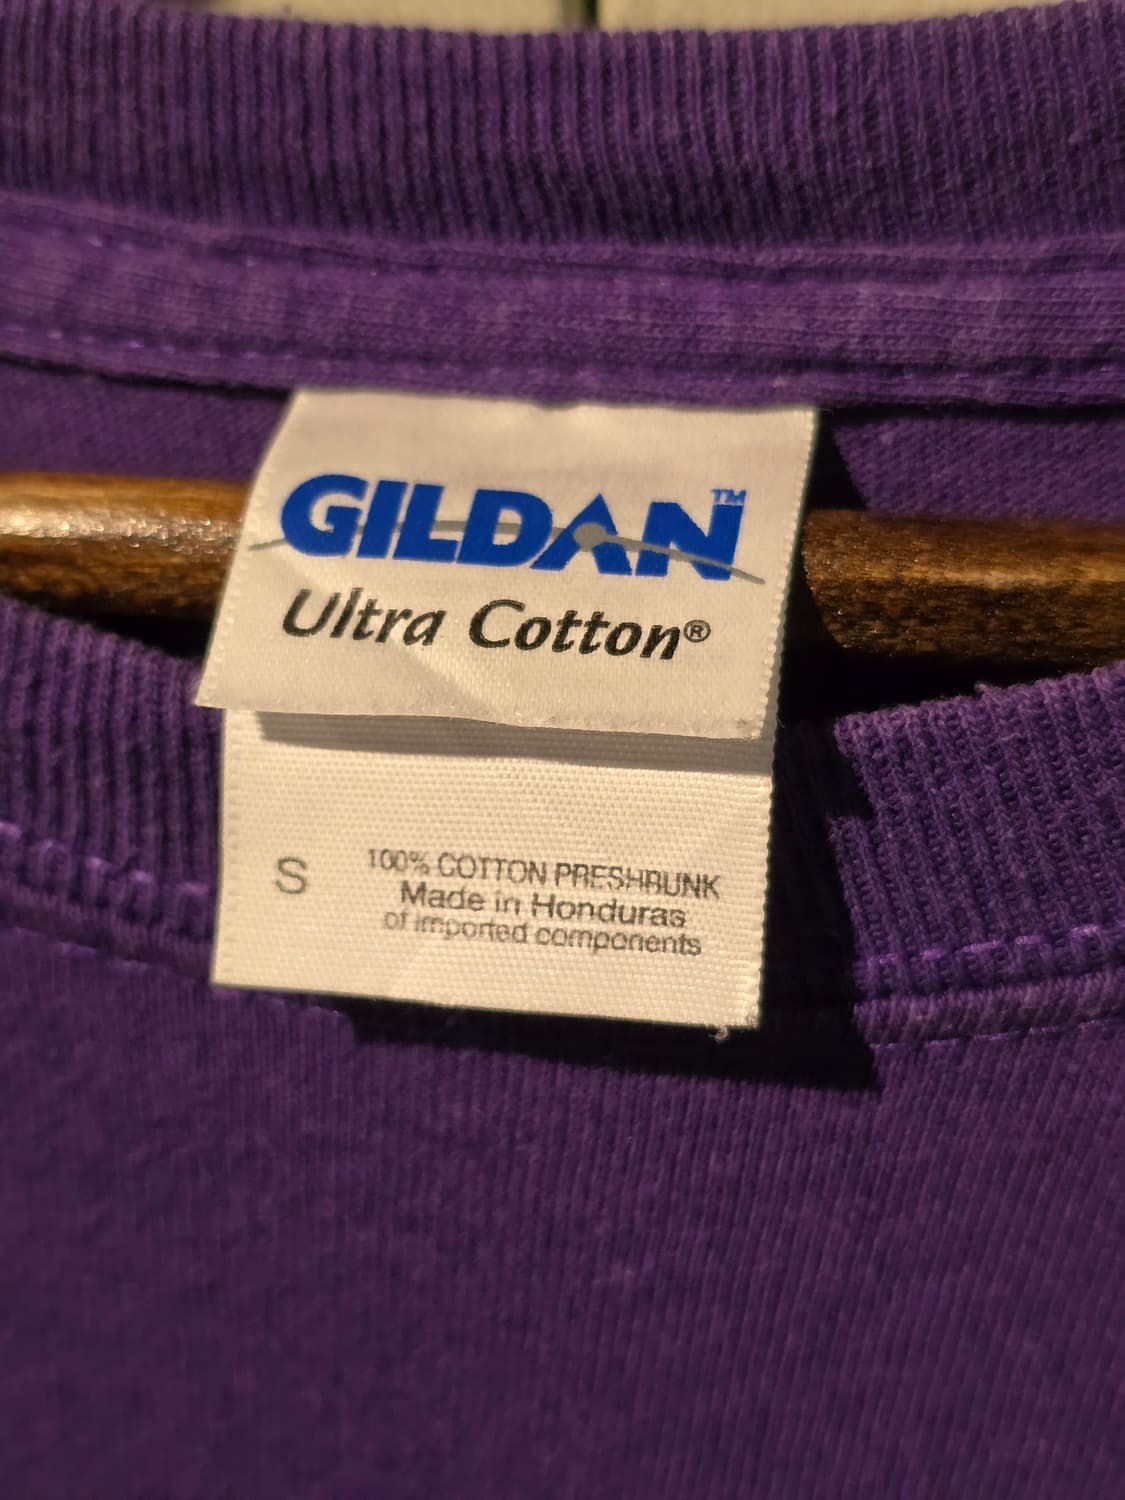 GILDAN™
Ultra Cotton®
S
100% COTTON PRESHRUNK
Made in Honduras
of imported components